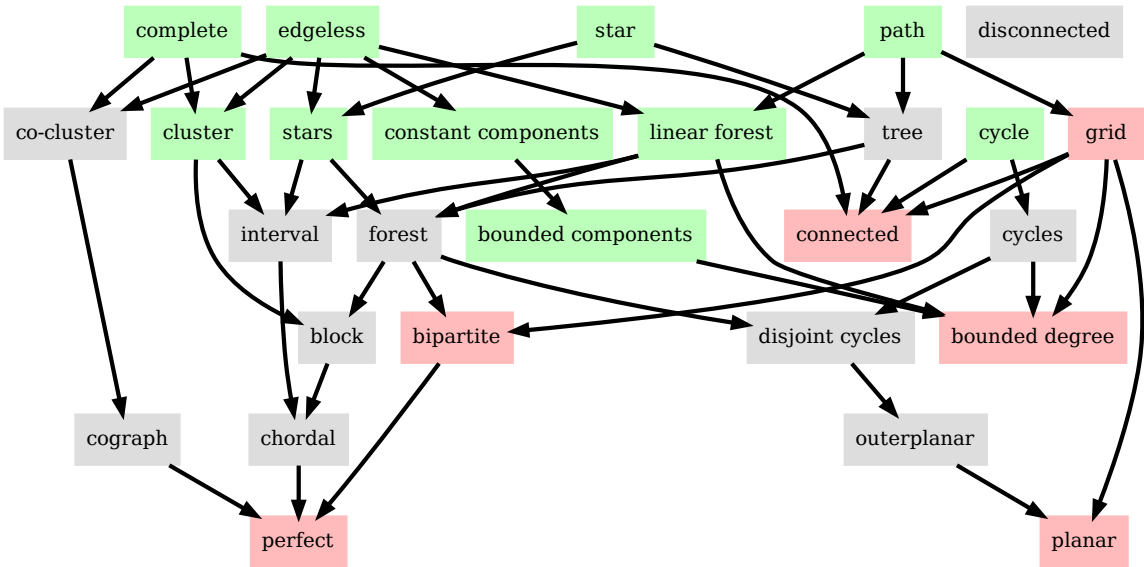 complete
edgeless
star
path
disconnected
co-cluster
cluster
stars
constant components
linear forest
tree
cycle
grid
interval
forest
bounded components
connected
cycles
block
bipartite
disjoint cycles
bounded degree
cograph
chordal
outerplanar
perfect
planar